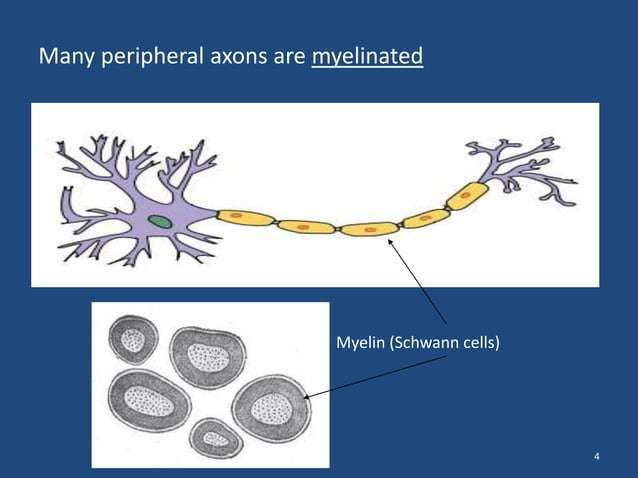 Many peripheral axons are myelinated
Myelin (Schwann cells)
4